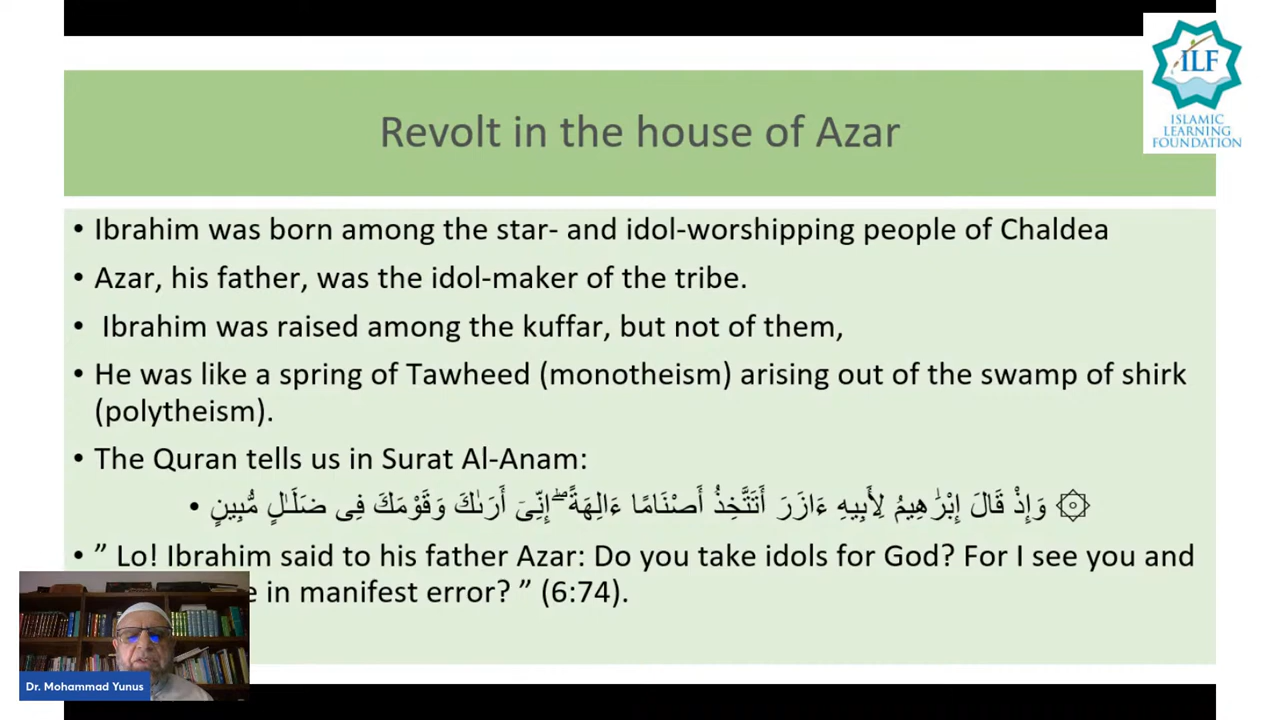 ILF
ISLAMIC
LEARNING
FOUNDATION
Revolt in the house of Azar
• Ibrahim was born among the star- and idol-worshipping people of Chaldea
• Azar, his father, was the idol-maker of the tribe.
• Ibrahim was raised among the kuffar, but not of them,
• He was like a spring of Tawheed (monotheism) arising out of the swamp of shirk
(polytheism).
• The Quran tells us in Surat Al-Anam:
• ۞ وَإِذْ قَالَ إِبْرَٰهِيمُ لِأَبِيهِ ءَازَرَ أَتَتَّخِذُ أَصْنَامًا ءَالِهَةً ۖ إِنِّىٓ أَرَىٰكَ وَقَوْمَكَ فِى ضَلَـٰلٍ مُّبِينٍ
• ” Lo! Ibrahim said to his father Azar: Do you take idols for God? For I see you and
in manifest error? ” (6:74).
Dr. Mohammad Yunus